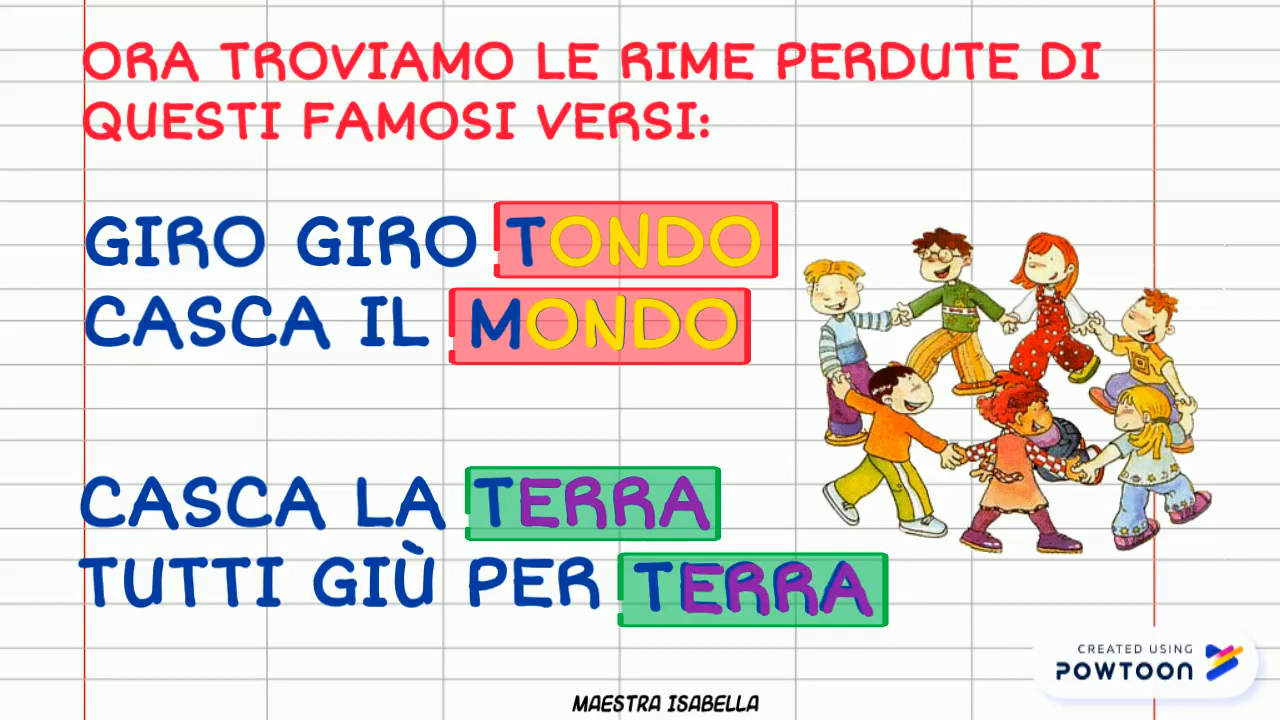 ORA TROVIAMO LE RIME PERDUTE DI
QUESTI FAMOSI VERSI:
GIRO GIRO TONDO
CASCA IL MONDO
CASCA LA TERRA
TUTTI GIÙ PER TERRA
CREATED USING
POWTOON
MAESTRA ISABELLA